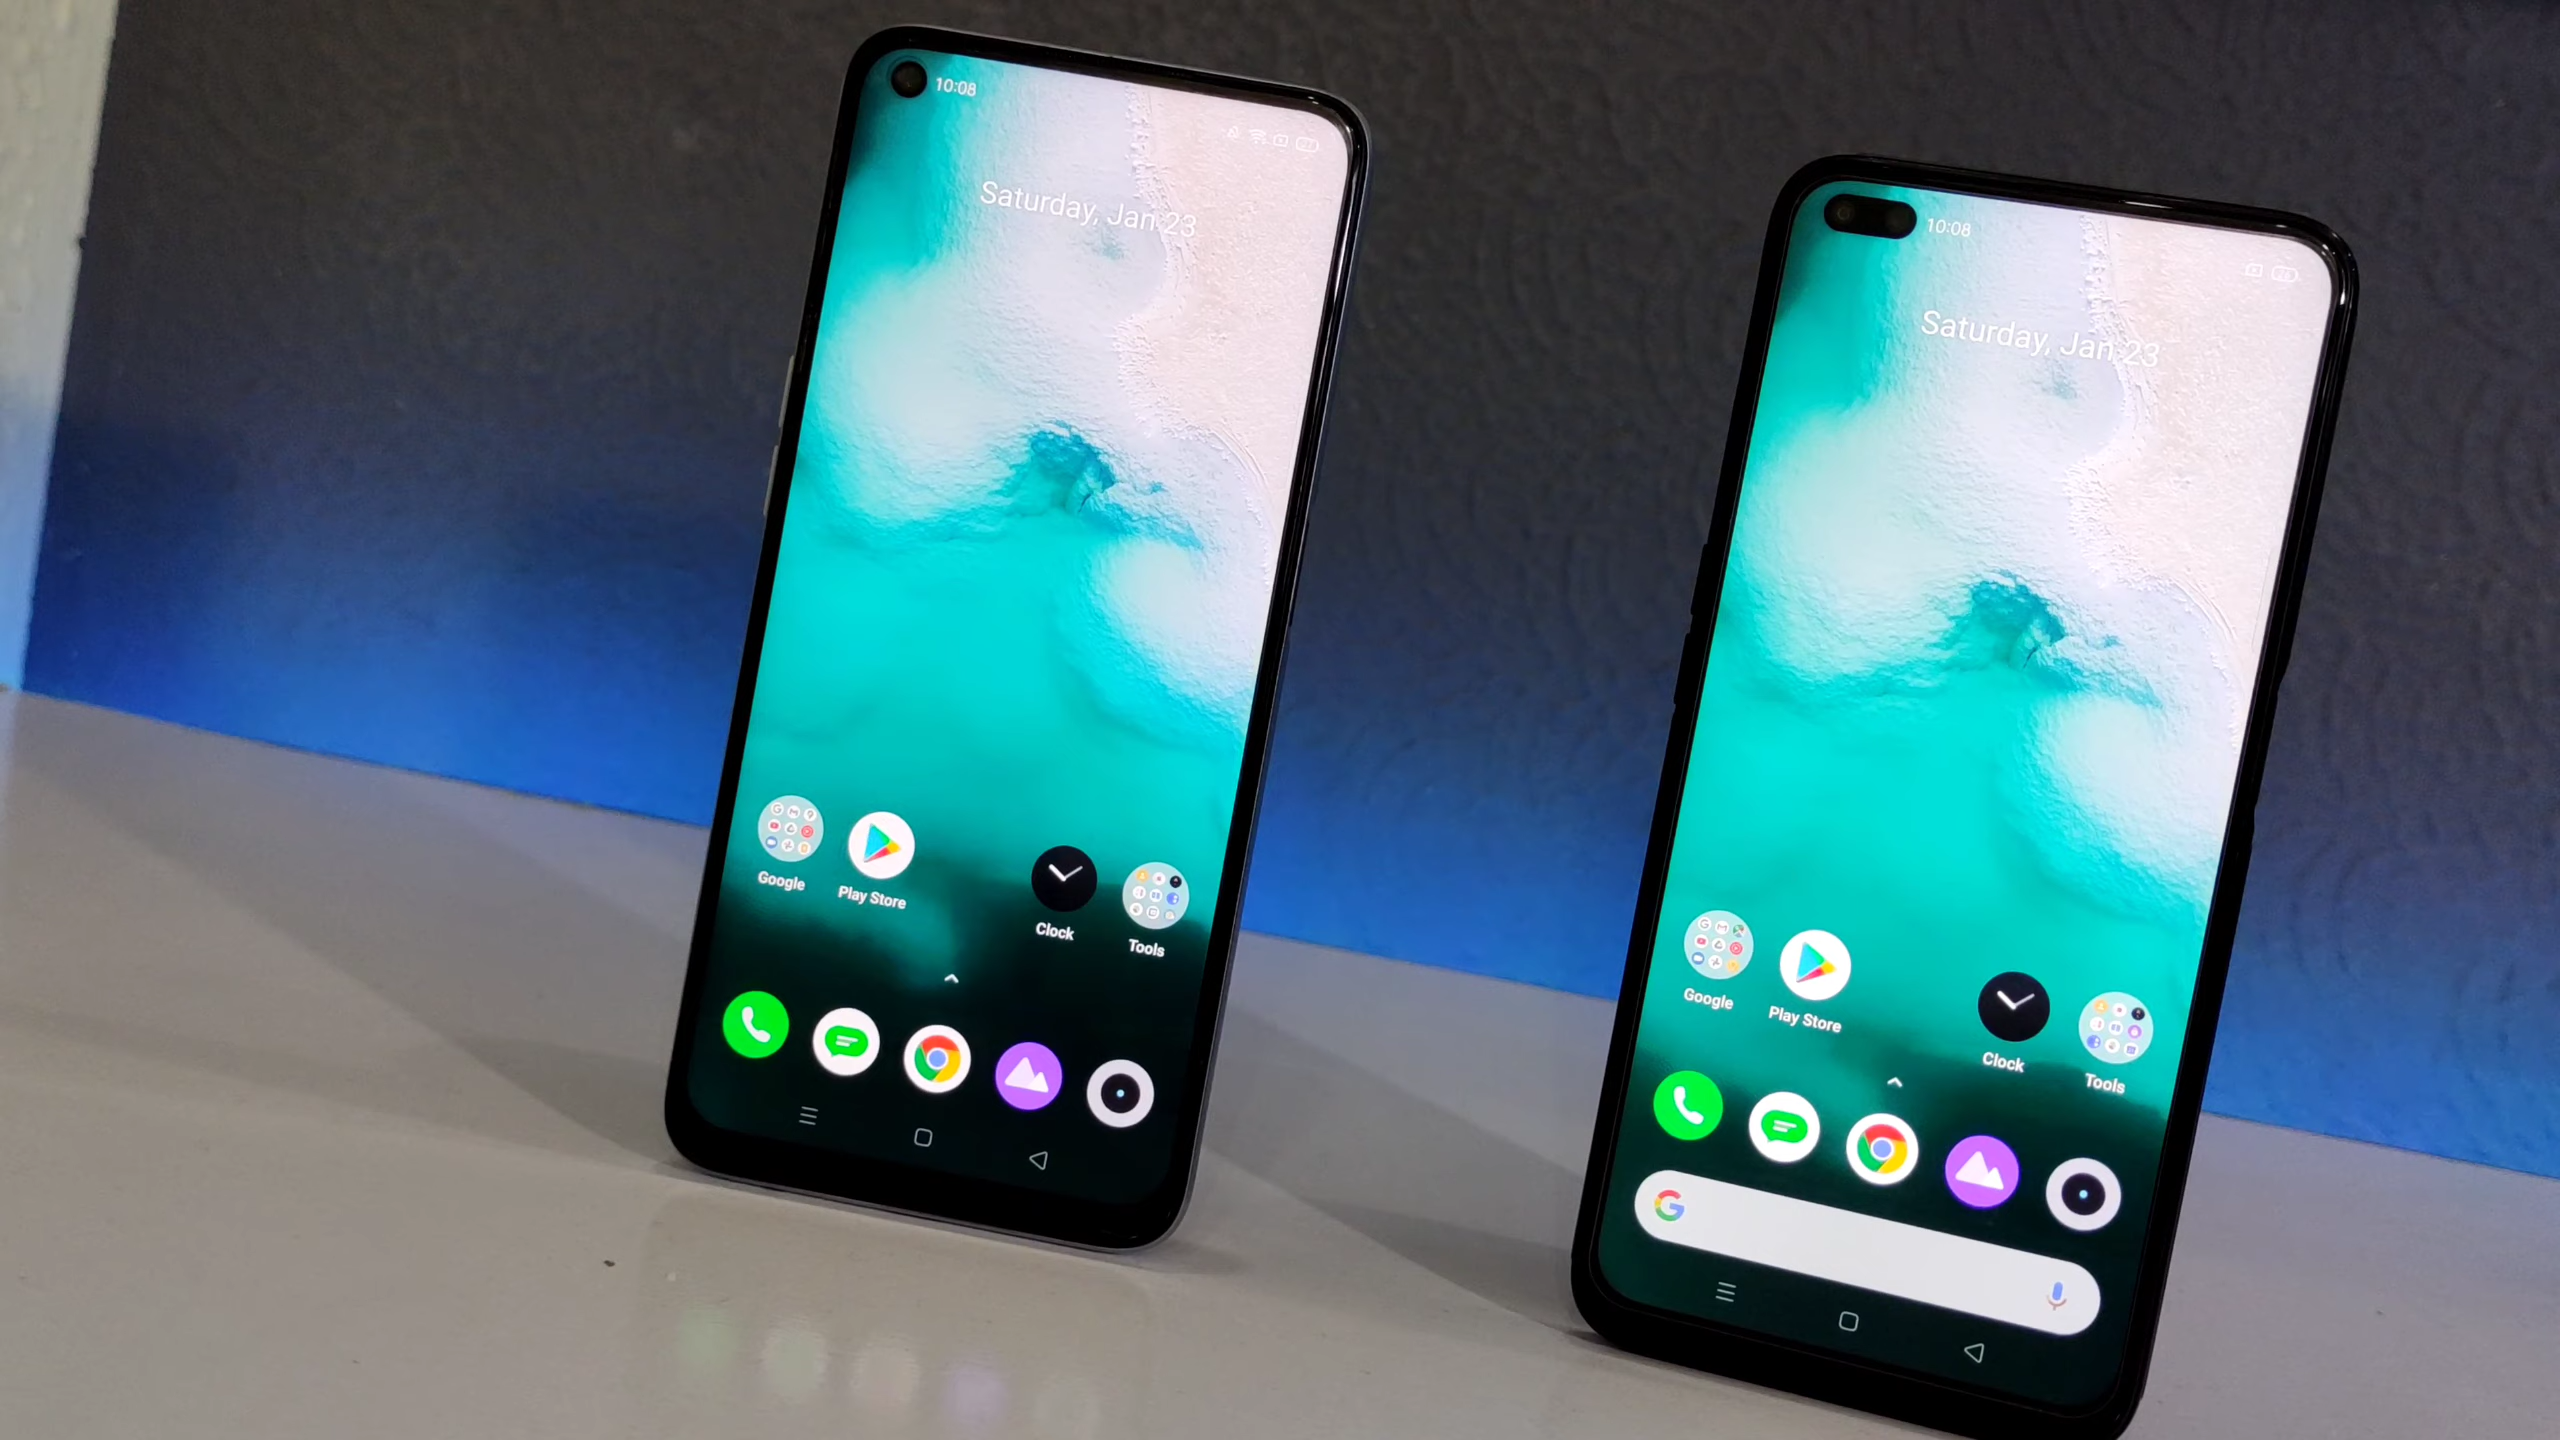 10:08
Saturday, Jan 23
Google
Play Store
Clock
Tools
10:08
Saturday, Jan 23
Google
Play Store
Clock
Tools
G